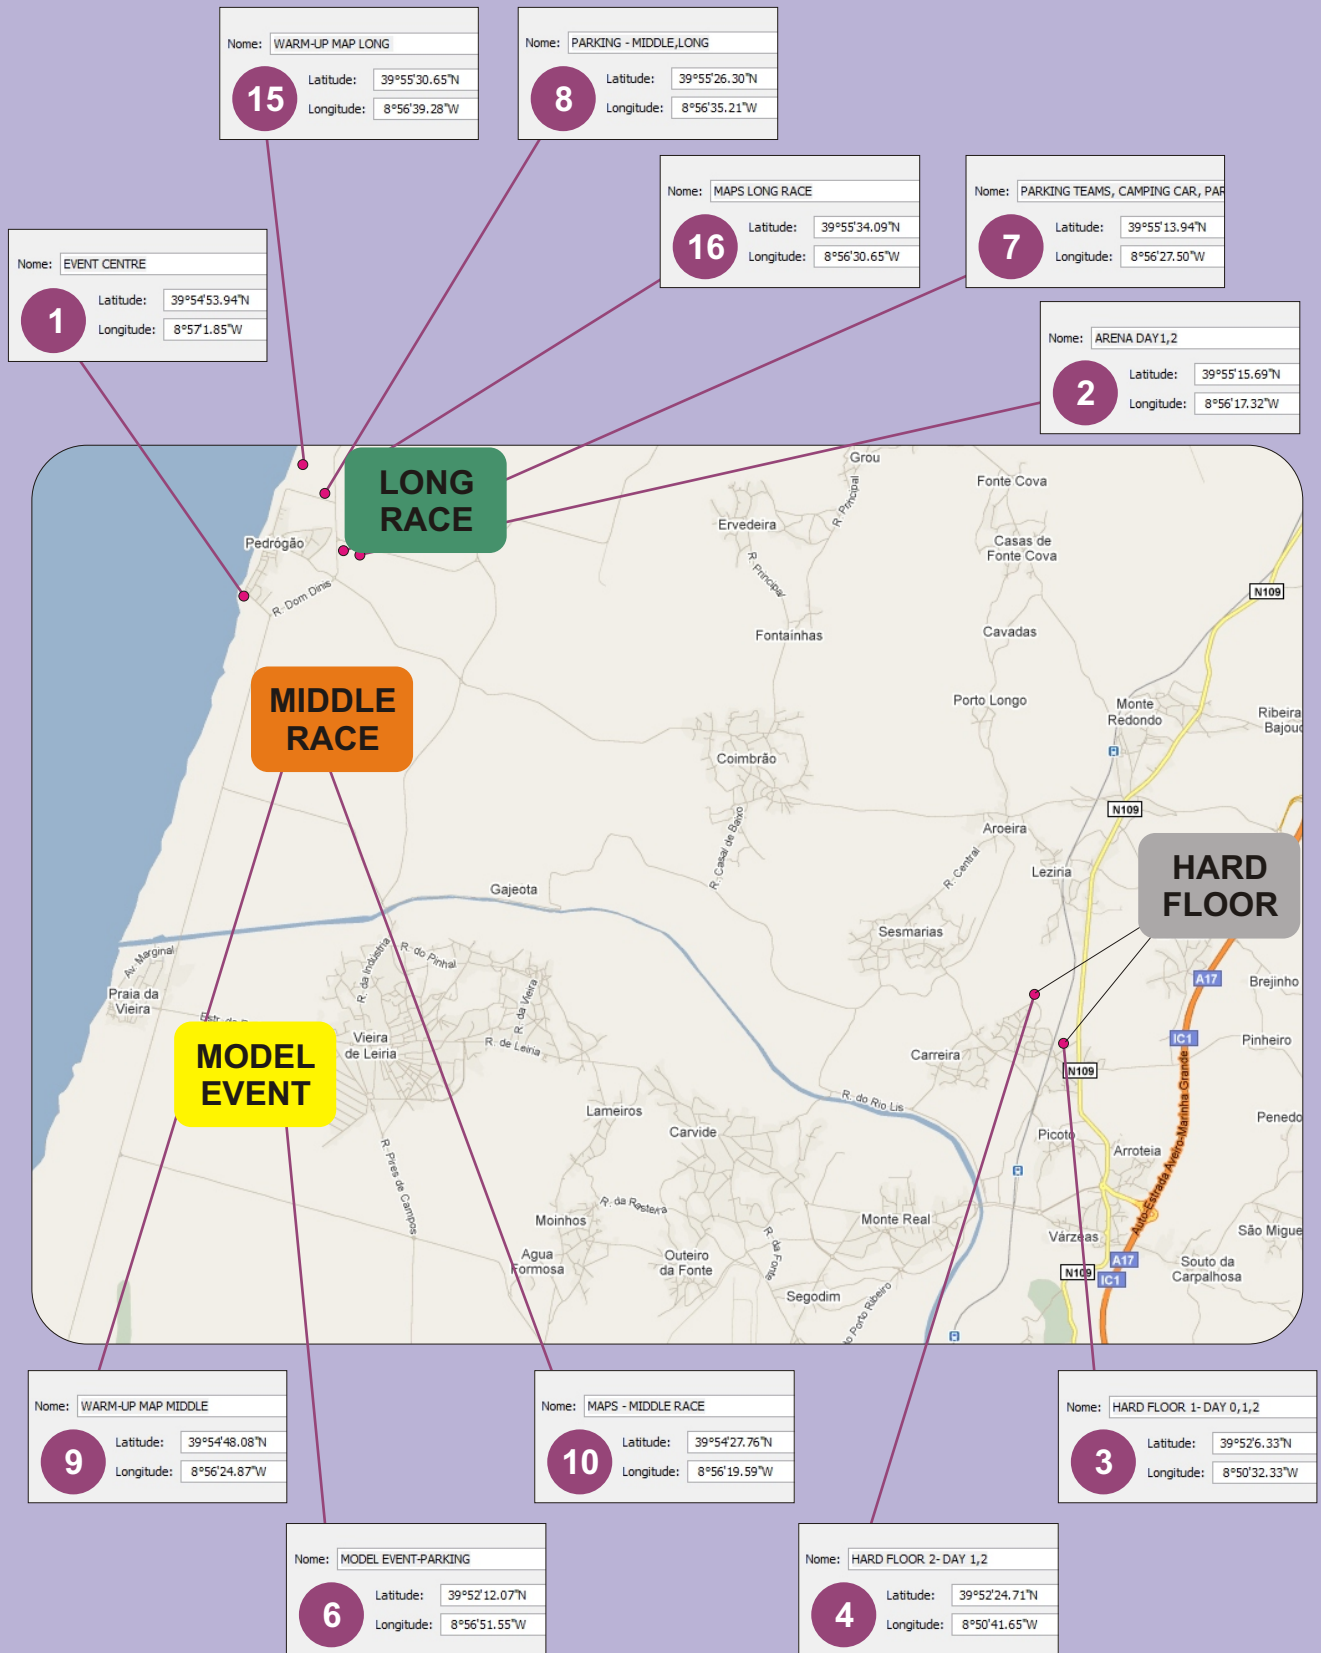 Nome: WARM-UP MAP LONG
15
Latitude: 39°55'30.65"N
Longitude: 8°56'39.28"W
Nome: PARKING - MIDDLE,LONG
8
Latitude: 39°55'26.30"N
Longitude: 8°56'35.21"W
Nome: MAPS LONG RACE
16
Latitude: 39°55'34.09"N
Longitude: 8°56'30.65"W
Nome: PARKING TEAMS, CAMPING CAR, PAR
7
Latitude: 39°55'13.94"N
Longitude: 8°56'27.50"W
Nome: EVENT CENTRE
1
Latitude: 39°54'53.94"N
Longitude: 8°57'1.85"W
Nome: ARENA DAY1,2
2
Latitude: 39°55'15.69"N
Longitude: 8°56'17.32"W
LONG
RACE
Grou
Fonte Cova
R. Principal
Ervedeira
Pedrógão
Casas de
Fonte Cova
R. Principal
R. Dom Dinis
N109
Fontainhas
Cavadas
MIDDLE
RACE
Porto Longo
Monte
Redondo
Ribeira
Bajouc
Coimbrão
N109
R. Casal de Baixo
Aroeira
R. Central
Leziria
HARD
FLOOR
Gajeota
Sesmarias
Av. Marginal
R. da Indústria
R. do Pinhal
R. da Vieira
Praia da
Vieira
A17
Brejinho
Estr. da
Vieira
de Leiria
R. de Leiria
IC1
Pinheiro
MODEL
EVENT
Carreira
N109
R. do Rio Lis
Lameiros
Carvide
Penedo
Picoto
Arroteia
R. Pires de Campos
Auto-Estrada Aveiro-Marinha Grande
R. da Rasteira
Moinhos
Monte Real
Várzeas
São Migue
Agua
Formosa
Outeiro
da Fonte
R. da Fonte
A17
N109
IC1
Souto da
Carpalhosa
Segodim
do Porto Ribeiro
Nome: WARM-UP MAP MIDDLE
9
Latitude: 39°54'48.08"N
Longitude: 8°56'24.87"W
Nome: MAPS - MIDDLE RACE
10
Latitude: 39°54'27.76"N
Longitude: 8°56'19.59"W
Nome: HARD FLOOR 1- DAY 0,1,2
3
Latitude: 39°52'6.33"N
Longitude: 8°50'32.33"W
Nome: MODEL EVENT-PARKING
6
Latitude: 39°52'12.07"N
Longitude: 8°56'51.55"W
Nome: HARD FLOOR 2- DAY 1,2
4
Latitude: 39°52'24.71"N
Longitude: 8°50'41.65"W